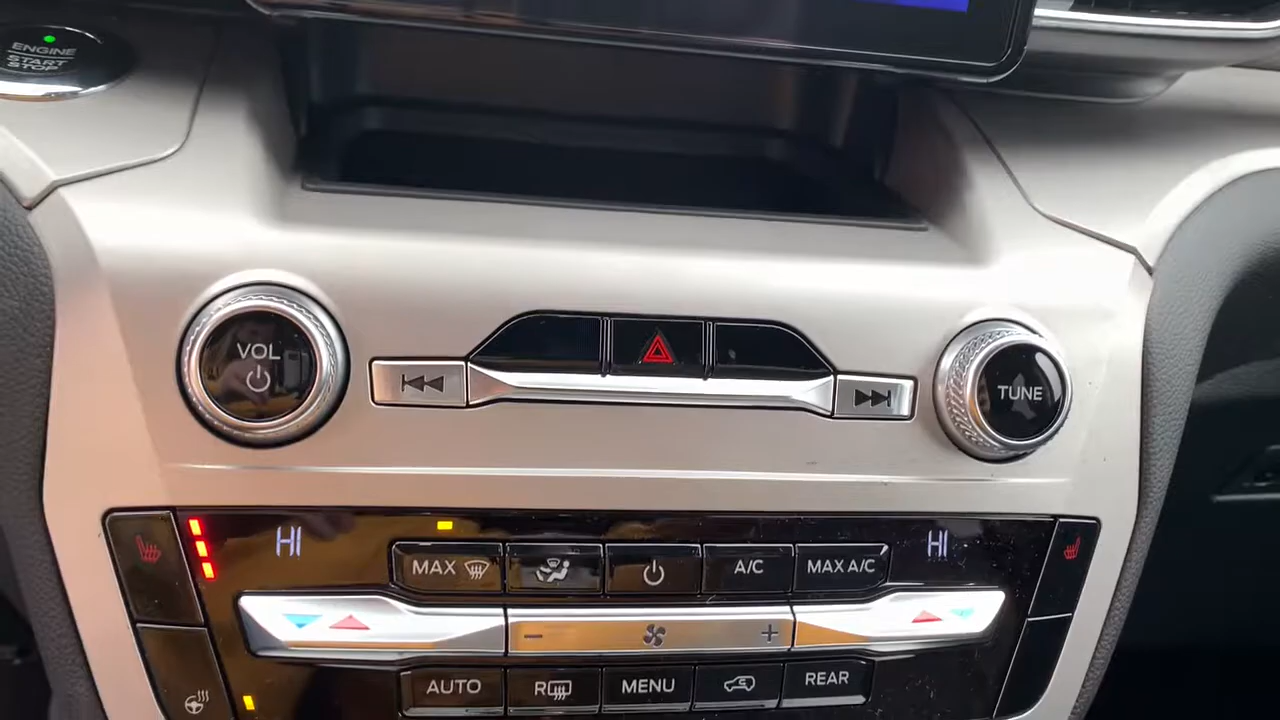 ENGINE
START
STOP
VOL
TUNE
HI
HI
MAX
A/C
MAX A/C
- +
AUTO
R
MENU
REAR